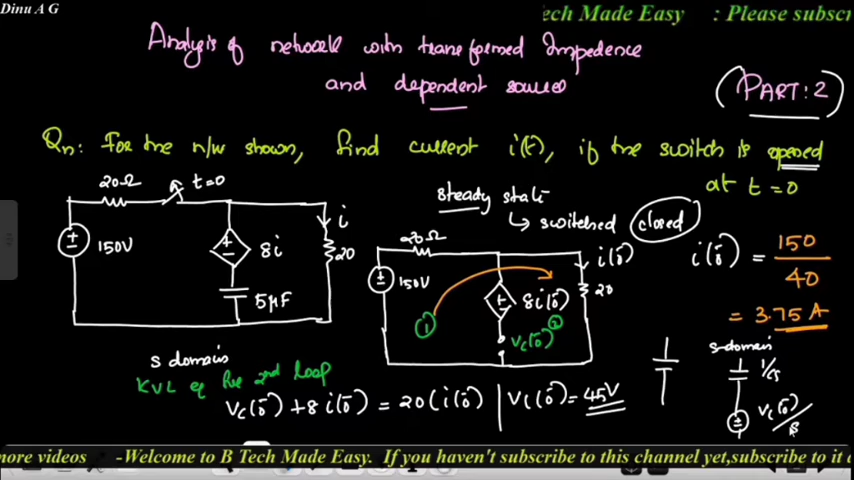 Dinu A G
ech Made Easy : Please subscr
Analysis of network with transformed Impedence
and dependent source
(PART:2)
Qn: For the n/w shown, find current i(t), if the switch is opened
at t=0
20Ω t=0
150V
8i
5μF
i
20
steady state
↳ switched closed
20Ω
150V
8i(0⁻)
Vc(0⁻)
i(0⁻)
20
1
2
i(0⁻) = 150/40
= 3.75 A
s domain
KVL eq for 2nd loop
Vc(0⁻) + 8i(0⁻) = 20(i(0⁻) | Vc(0⁻) = 45V
s-domain
1/Cs
Vc(0⁻)/s
more videos -Welcome to B Tech Made Easy. If you haven't subscribe to this channel yet,subscribe to it a